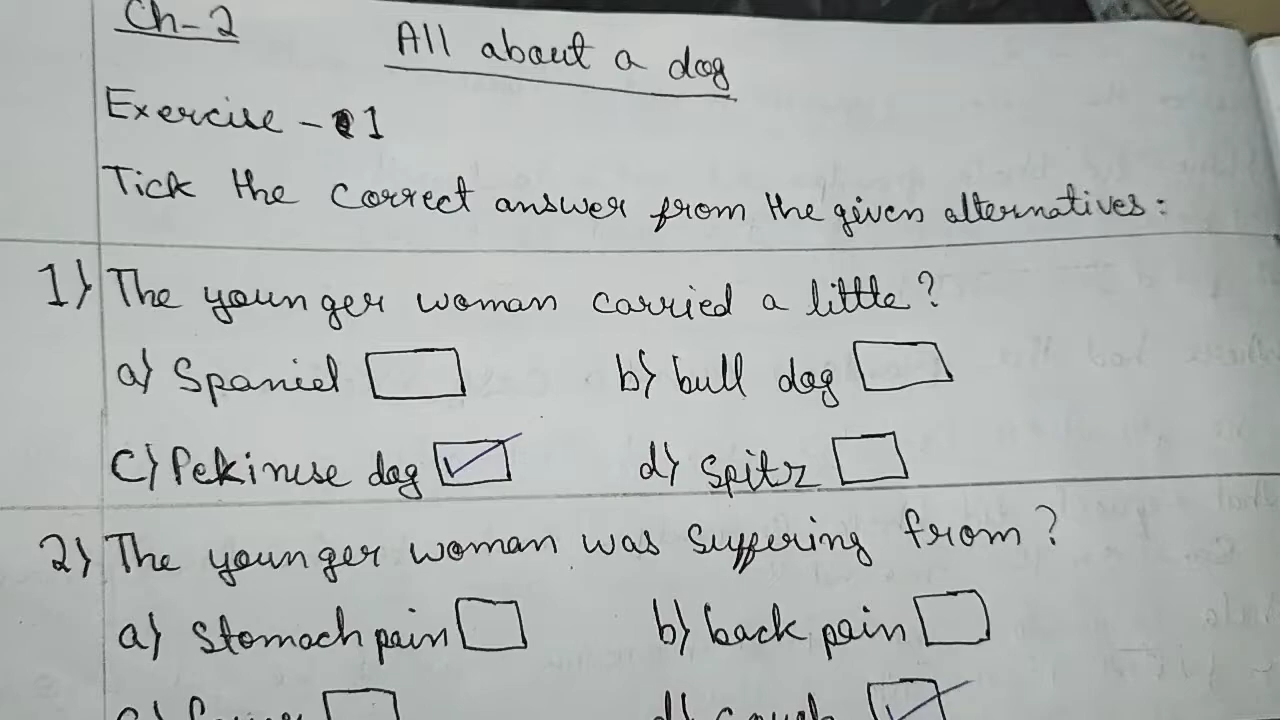 Ch-2
All about a dog
Exercise - 1
Tick the correct answer from the given alternatives:
1) The younger woman carried a little?
a) Spaniel b) bull dog
c) Pekinese dog d) Spitz
2) The younger woman was suffering from?
a) Stomach pain b) back pain
d) cough